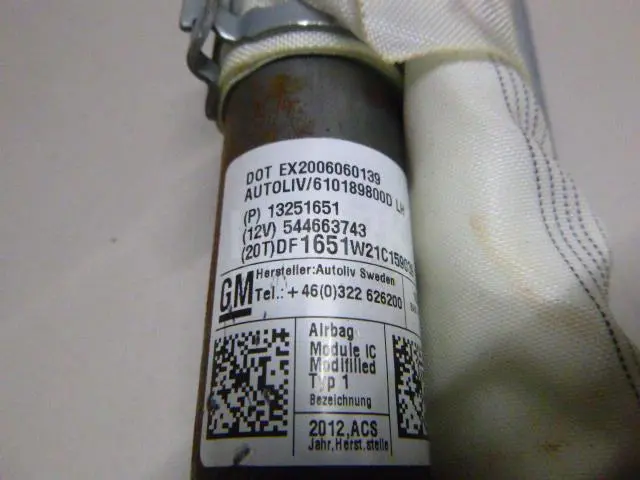 DOT EX2006060139
AUTOLIV/610189800D LH
(P) 13251651
(12V) 544663743
(20T)DF1651W21C1590
GM
Hersteller:Autoliv Sweden
Tel.: +46(0)322 626200
Airbag
Module IC
Modifilled
Typ 1
Bezeichnung
2012,ACS
Jahr,Herst.stelle